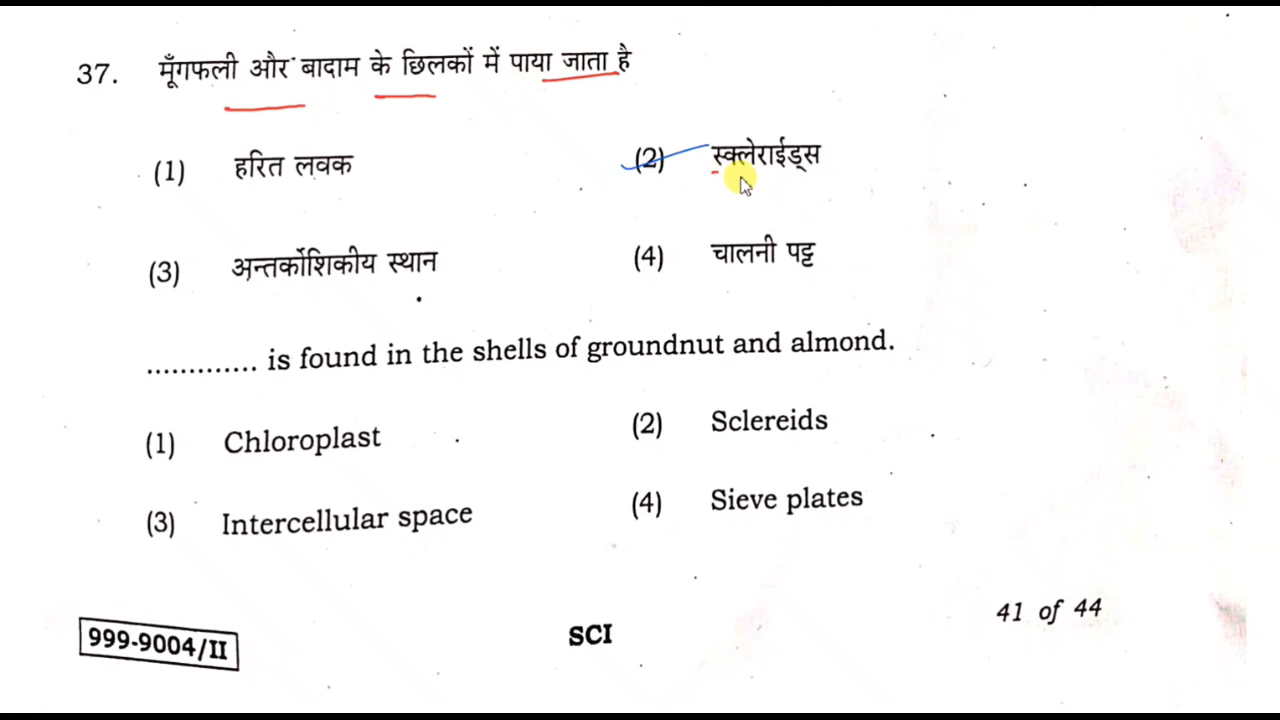 37. मूँगफली और बादाम के छिलकों में पाया जाता है
(1) हरित लवक (2) स्क्लेराईड्स
(3) अन्तर्कोशिकीय स्थान (4) चालनी पट्ट
............. is found in the shells of groundnut and almond.
(1) Chloroplast (2) Sclereids
(3) Intercellular space (4) Sieve plates
999-9004/II SCI 41 of 44